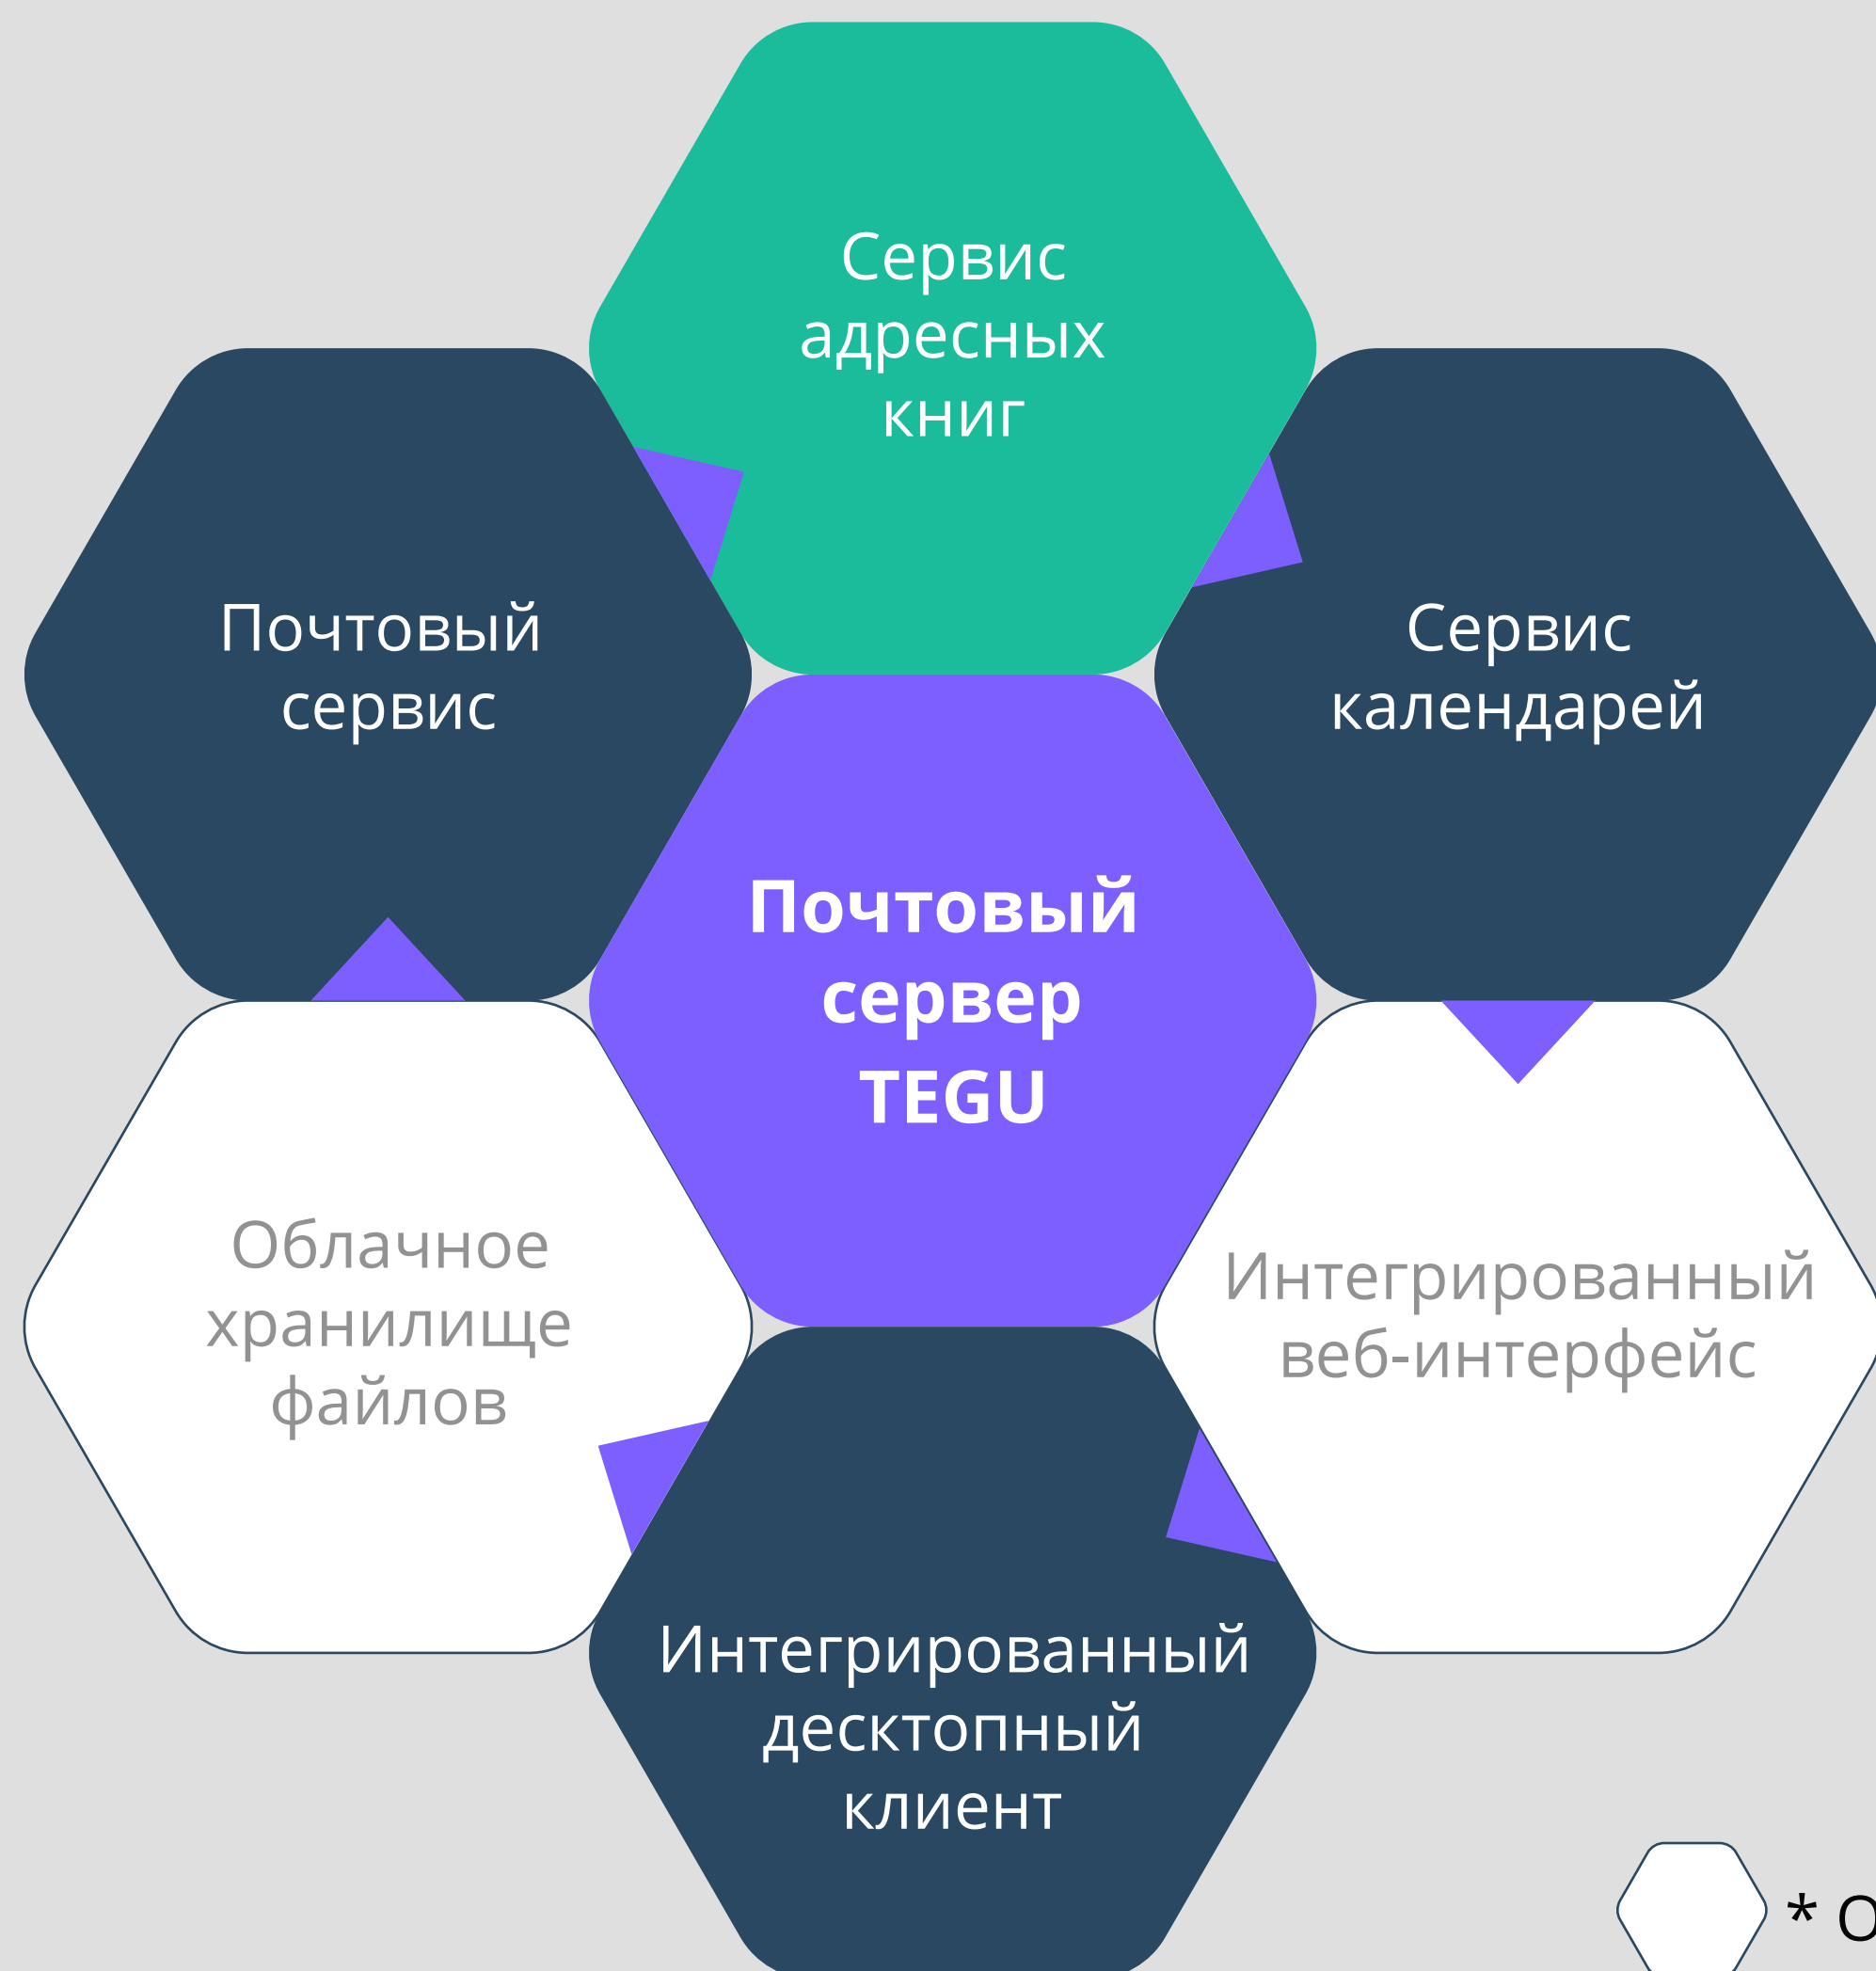 Сервис
адресных
книг
Почтовый
сервис
Сервис
календарей
Почтовый
сервер
TEGU
Облачное
хранилище
файлов
Интегрированный
веб-интерфейс
Интегрированный
десктопный
клиент
*